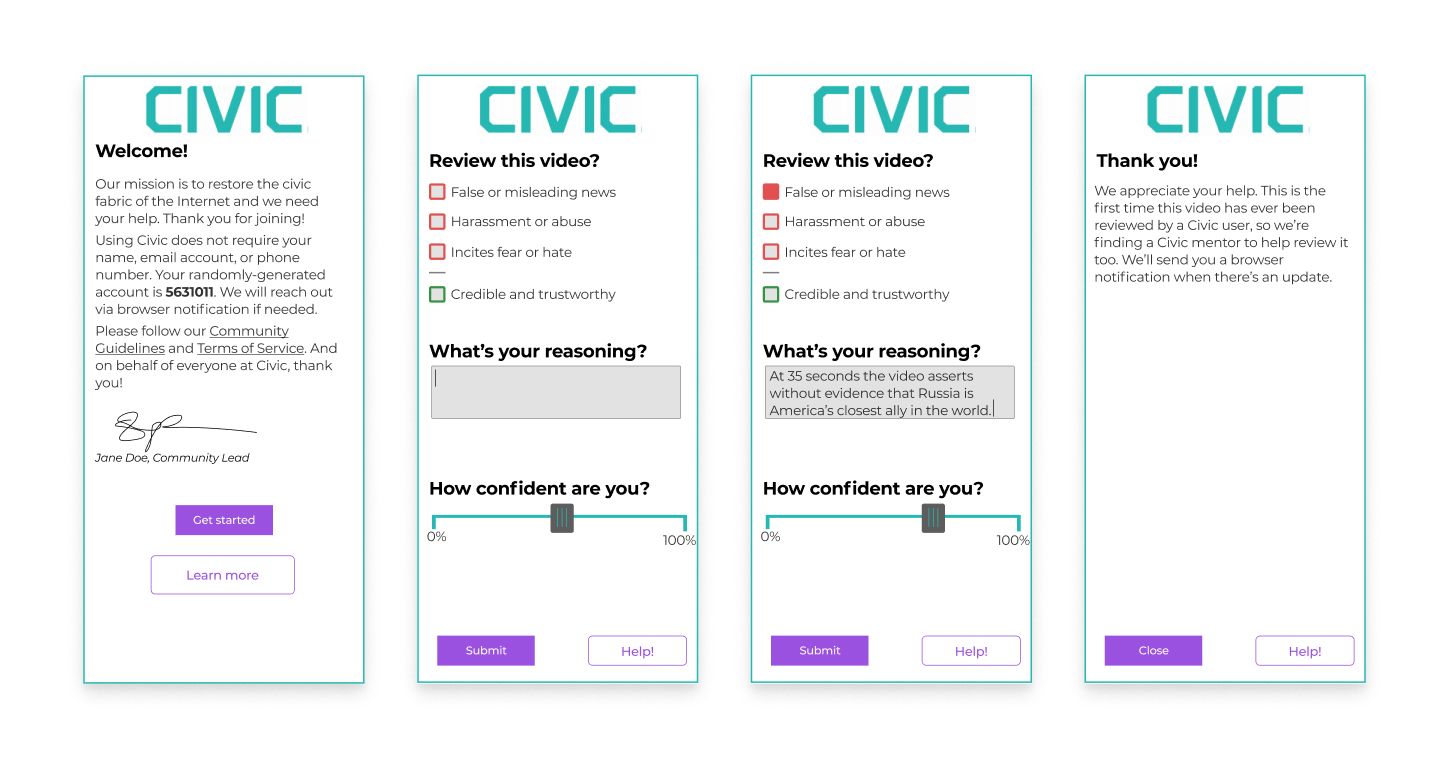 CIVIC
Welcome!
Our mission is to restore the civic
fabric of the Internet and we need
your help. Thank you for joining!
Using Civic does not require your
name, email account, or phone
number. Your randomly-generated
account is 5631011. We will reach out
via browser notification if needed.
Please follow our Community
Guidelines and Terms of Service. And
on behalf of everyone at Civic, thank
you!
Jane Doe, Community Lead
Get started
Learn more
CIVIC
Review this video?
False or misleading news
Harassment or abuse
Incites fear or hate
Credible and trustworthy
What's your reasoning?
How confident are you?
0%
100%
Submit
Help!
CIVIC
Review this video?
False or misleading news
Harassment or abuse
Incites fear or hate
Credible and trustworthy
What's your reasoning?
At 35 seconds the video asserts
without evidence that Russia is
America's closest ally in the world.
How confident are you?
0%
100%
Submit
Help!
CIVIC
Thank you!
We appreciate your help. This is the
first time this video has ever been
reviewed by a Civic user, so we're
finding a Civic mentor to help review it
too. We'll send you a browser
notification when there's an update.
Close
Help!